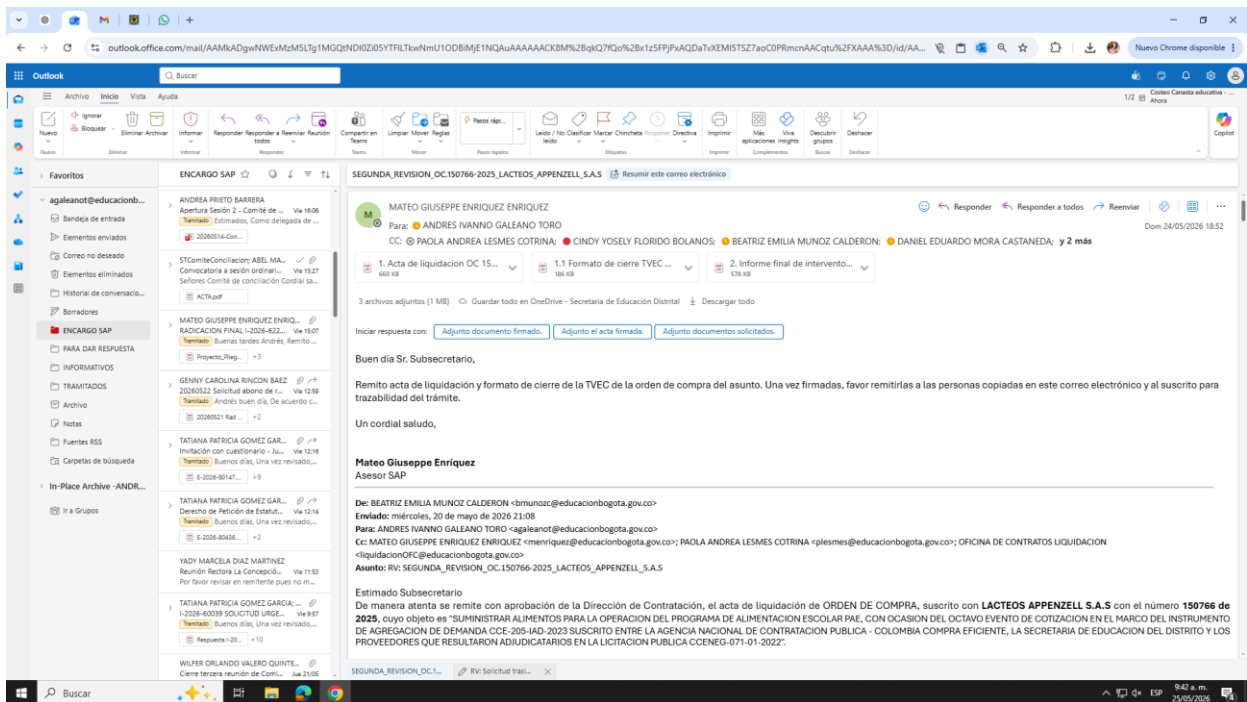 outlook.office.com/mail/AAMkADgwNWExMzM5LTg1MGQtNDI0Zi05YTFiLTkwNmU1ODBiMjE1NQAuAAAAAACK8M%2BqkQ7fQo%2Bx1z5FPjPxAQDaTvXEMI5TSZ7aoC0PRmcnAACqtu%2FXAAA%3D/id/AA...
Nuevo Chrome disponible
Outlook
Buscar
Archivo Inicio Vista Ayuda
1/2 Costeo Canasta educativa - ...
Ahora
Nuevo
Ignorar
Bloquear
Eliminar Archivar
Informar
Responder Responder a todos Reenviar Reunión
Compartir en Teams
Limpiar Mover Reglas
Pasos rápi...
Leído / No leído Clasificar Marcar Chincheta Posponer Directiva
Imprimir
Más aplicaciones Viva Insights
Descubrir grupos
Deshacer
Copilot
Nuevo Eliminar Informar Responder Teams Mover Pasos rápidos Etiquetas Imprimir Complementos Buscar Deshacer
Favoritos
agaleanot@educacionb...
Bandeja de entrada
Elementos enviados
Correo no deseado
Elementos eliminados
Historial de conversacio...
Borradores
ENCARGO SAP
PARA DAR RESPUESTA
INFORMATIVOS
TRAMITADOS
Archivo
Notas
Fuentes RSS
Carpetas de búsqueda
In-Place Archive -ANDR...
Ir a Grupos
ENCARGO SAP
ANDREA PRIETO BARRERA
Apertura Sesión 2 - Comité de ... Vie 16:06
Tramitado Estimados, Como delegada de ...
20260514-Con...
STComiteConciliacion; ABEL MA...
Convocatoria a sesión ordinari... Vie 15:27
Señores Comité de conciliación Cordial sa...
ACTA.pdf
MATEO GIUSEPPE ENRIQUEZ ENRIQ...
RADICACION FINAL I-2026-622... Vie 15:07
Tramitado Buenas tardes Andrés, Remito ...
Proyecto_Plieg... +3
GENNY CAROLINA RINCON BAEZ
20260522 Solicitud abono de r... Vie 12:59
Tramitado Andrés buen día, De acuerdo c...
20260521 Rad ... +2
TATIANA PATRICIA GOMEZ GAR...
Invitación con cuestionario - Ju... Vie 12:16
Tramitado Buenos días, Una vez revisado,...
E-2026-80147... +9
TATIANA PATRICIA GOMEZ GAR...
Derecho de Petición de Estatut... Vie 12:14
Tramitado Buenos días, Una vez revisado,...
E-2026-80436... +2
YADY MARCELA DIAZ MARTINEZ
Reunión Rectora La Concepció... Vie 11:53
Por favor revisar en remitente pues no m...
TATIANA PATRICIA GOMEZ GARCIA; ...
I-2026-60039 SOLICITUD URGE... Vie 9:57
Tramitado Buenos días, Una vez revisado,...
Respuesta I-20... +10
WILFER ORLANDO VALERO QUINTE...
Cierre tercera reunión de Comi... Jue 21/05
SEGUNDA_REVISION_OC.150766-2025_LACTEOS_APPENZELL_S.A.S Resumir este correo electrónico
M
MATEO GIUSEPPE ENRIQUEZ ENRIQUEZ
Responder Responder a todos Reenviar
Para: ANDRES IVANNO GALEANO TORO
Dom 24/05/2026 18:52
CC: PAOLA ANDREA LESMES COTRINA; CINDY YOSELY FLORIDO BOLANOS; BEATRIZ EMILIA MUNOZ CALDERON; DANIEL EDUARDO MORA CASTANEDA; y 2 más
1. Acta de liquidacion OC 15...
660 KB
1.1 Formato de cierre TVEC ...
186 KB
2. Informe final de intervento...
578 KB
3 archivos adjuntos (1 MB) Guardar todo en OneDrive - Secretaria de Educación Distrital Descargar todo
Iniciar respuesta con: Adjunto documento firmado. Adjunto el acta firmada. Adjunto documentos solicitados.
Buen día Sr. Subsecretario,
Remito acta de liquidación y formato de cierre de la TVEC de la orden de compra del asunto. Una vez firmadas, favor remitirlas a las personas copiadas en este correo electrónico y al suscrito para
trazabilidad del trámite.
Un cordial saludo,
Mateo Giuseppe Enríquez
Asesor SAP
De: BEATRIZ EMILIA MUNOZ CALDERON <bmunozc@educacionbogota.gov.co>
Enviado: miércoles, 20 de mayo de 2026 21:08
Para: ANDRES IVANNO GALEANO TORO <agaleanot@educacionbogota.gov.co>
Cc: MATEO GIUSEPPE ENRIQUEZ ENRIQUEZ <menriquez@educacionbogota.gov.co>; PAOLA ANDREA LESMES COTRINA <plesmes@educacionbogota.gov.co>; OFICINA DE CONTRATOS LIQUIDACION
<liquidacionOFC@educacionbogota.gov.co>
Asunto: RV: SEGUNDA_REVISION_OC.150766-2025_LACTEOS_APPENZELL_S.A.S
Estimado Subsecretario
De manera atenta se remite con aprobación de la Dirección de Contratación, el acta de liquidación de ORDEN DE COMPRA, suscrito con LACTEOS APPENZELL S.A.S con el número 150766 de
2025, cuyo objeto es "SUMINISTRAR ALIMENTOS PARA LA OPERACION DEL PROGRAMA DE ALIMENTACION ESCOLAR PAE, CON OCASION DEL OCTAVO EVENTO DE COTIZACION EN EL MARCO DEL INSTRUMENTO
DE AGREGACION DE DEMANDA CCE-205-IAD-2023 SUSCRITO ENTRE LA AGENCIA NACIONAL DE CONTRATACION PUBLICA - COLOMBIA COMPRA EFICIENTE, LA SECRETARIA DE EDUCACION DEL DISTRITO Y LOS
PROVEEDORES QUE RESULTARON ADJUDICATARIOS EN LA LICITACION PUBLICA CCENEG-071-01-2022".
SEGUNDA_REVISION_OC.1... RV: Solicitud trasl...
Buscar
ESP
9:42 a. m.
25/05/2026